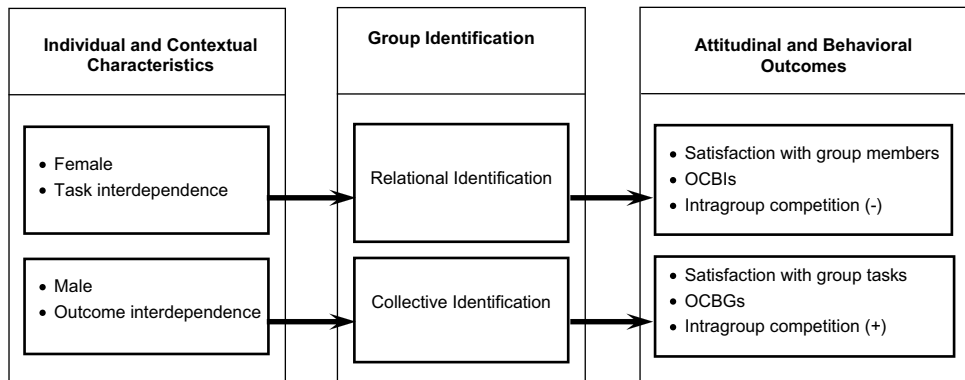 Individual and Contextual
Characteristics
Group Identification
Attitudinal and Behavioral
Outcomes
• Female
• Task interdependence
Relational Identification
• Satisfaction with group members
• OCBIs
• Intragroup competition (-)
• Male
• Outcome interdependence
Collective Identification
• Satisfaction with group tasks
• OCBGs
• Intragroup competition (+)